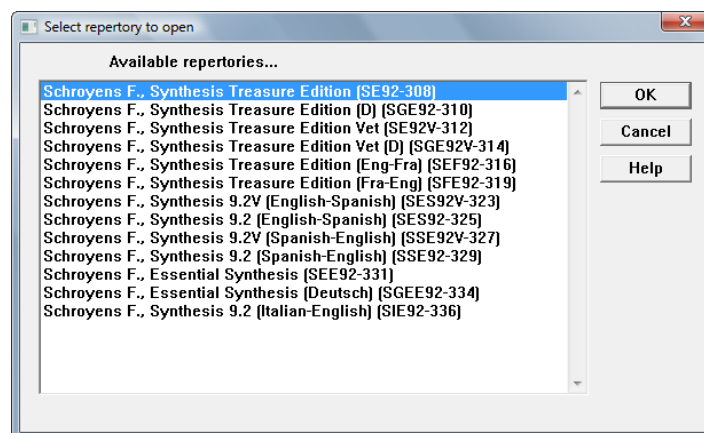 Select repertory to open
Available repertories...
Schroyens F., Synthesis Treasure Edition (SE92-308)
Schroyens F., Synthesis Treasure Edition (D) (SGE92-310)
Schroyens F., Synthesis Treasure Edition Vet (SE92V-312)
Schroyens F., Synthesis Treasure Edition Vet (D) (SGE92V-314)
Schroyens F., Synthesis Treasure Edition (Eng-Fra) (SEF92-316)
Schroyens F., Synthesis Treasure Edition (Fra-Eng) (SFE92-319)
Schroyens F., Synthesis 9.2V (English-Spanish) (SES92V-323)
Schroyens F., Synthesis 9.2 (English-Spanish) (SES92-325)
Schroyens F., Synthesis 9.2V (Spanish-English) (SSE92V-327)
Schroyens F., Synthesis 9.2 (Spanish-English) (SSE92-329)
Schroyens F., Essential Synthesis (SEE92-331)
Schroyens F., Essential Synthesis (Deutsch) (SGEE92-334)
Schroyens F., Synthesis 9.2 (Italian-English) (SIE92-336)
OK
Cancel
Help